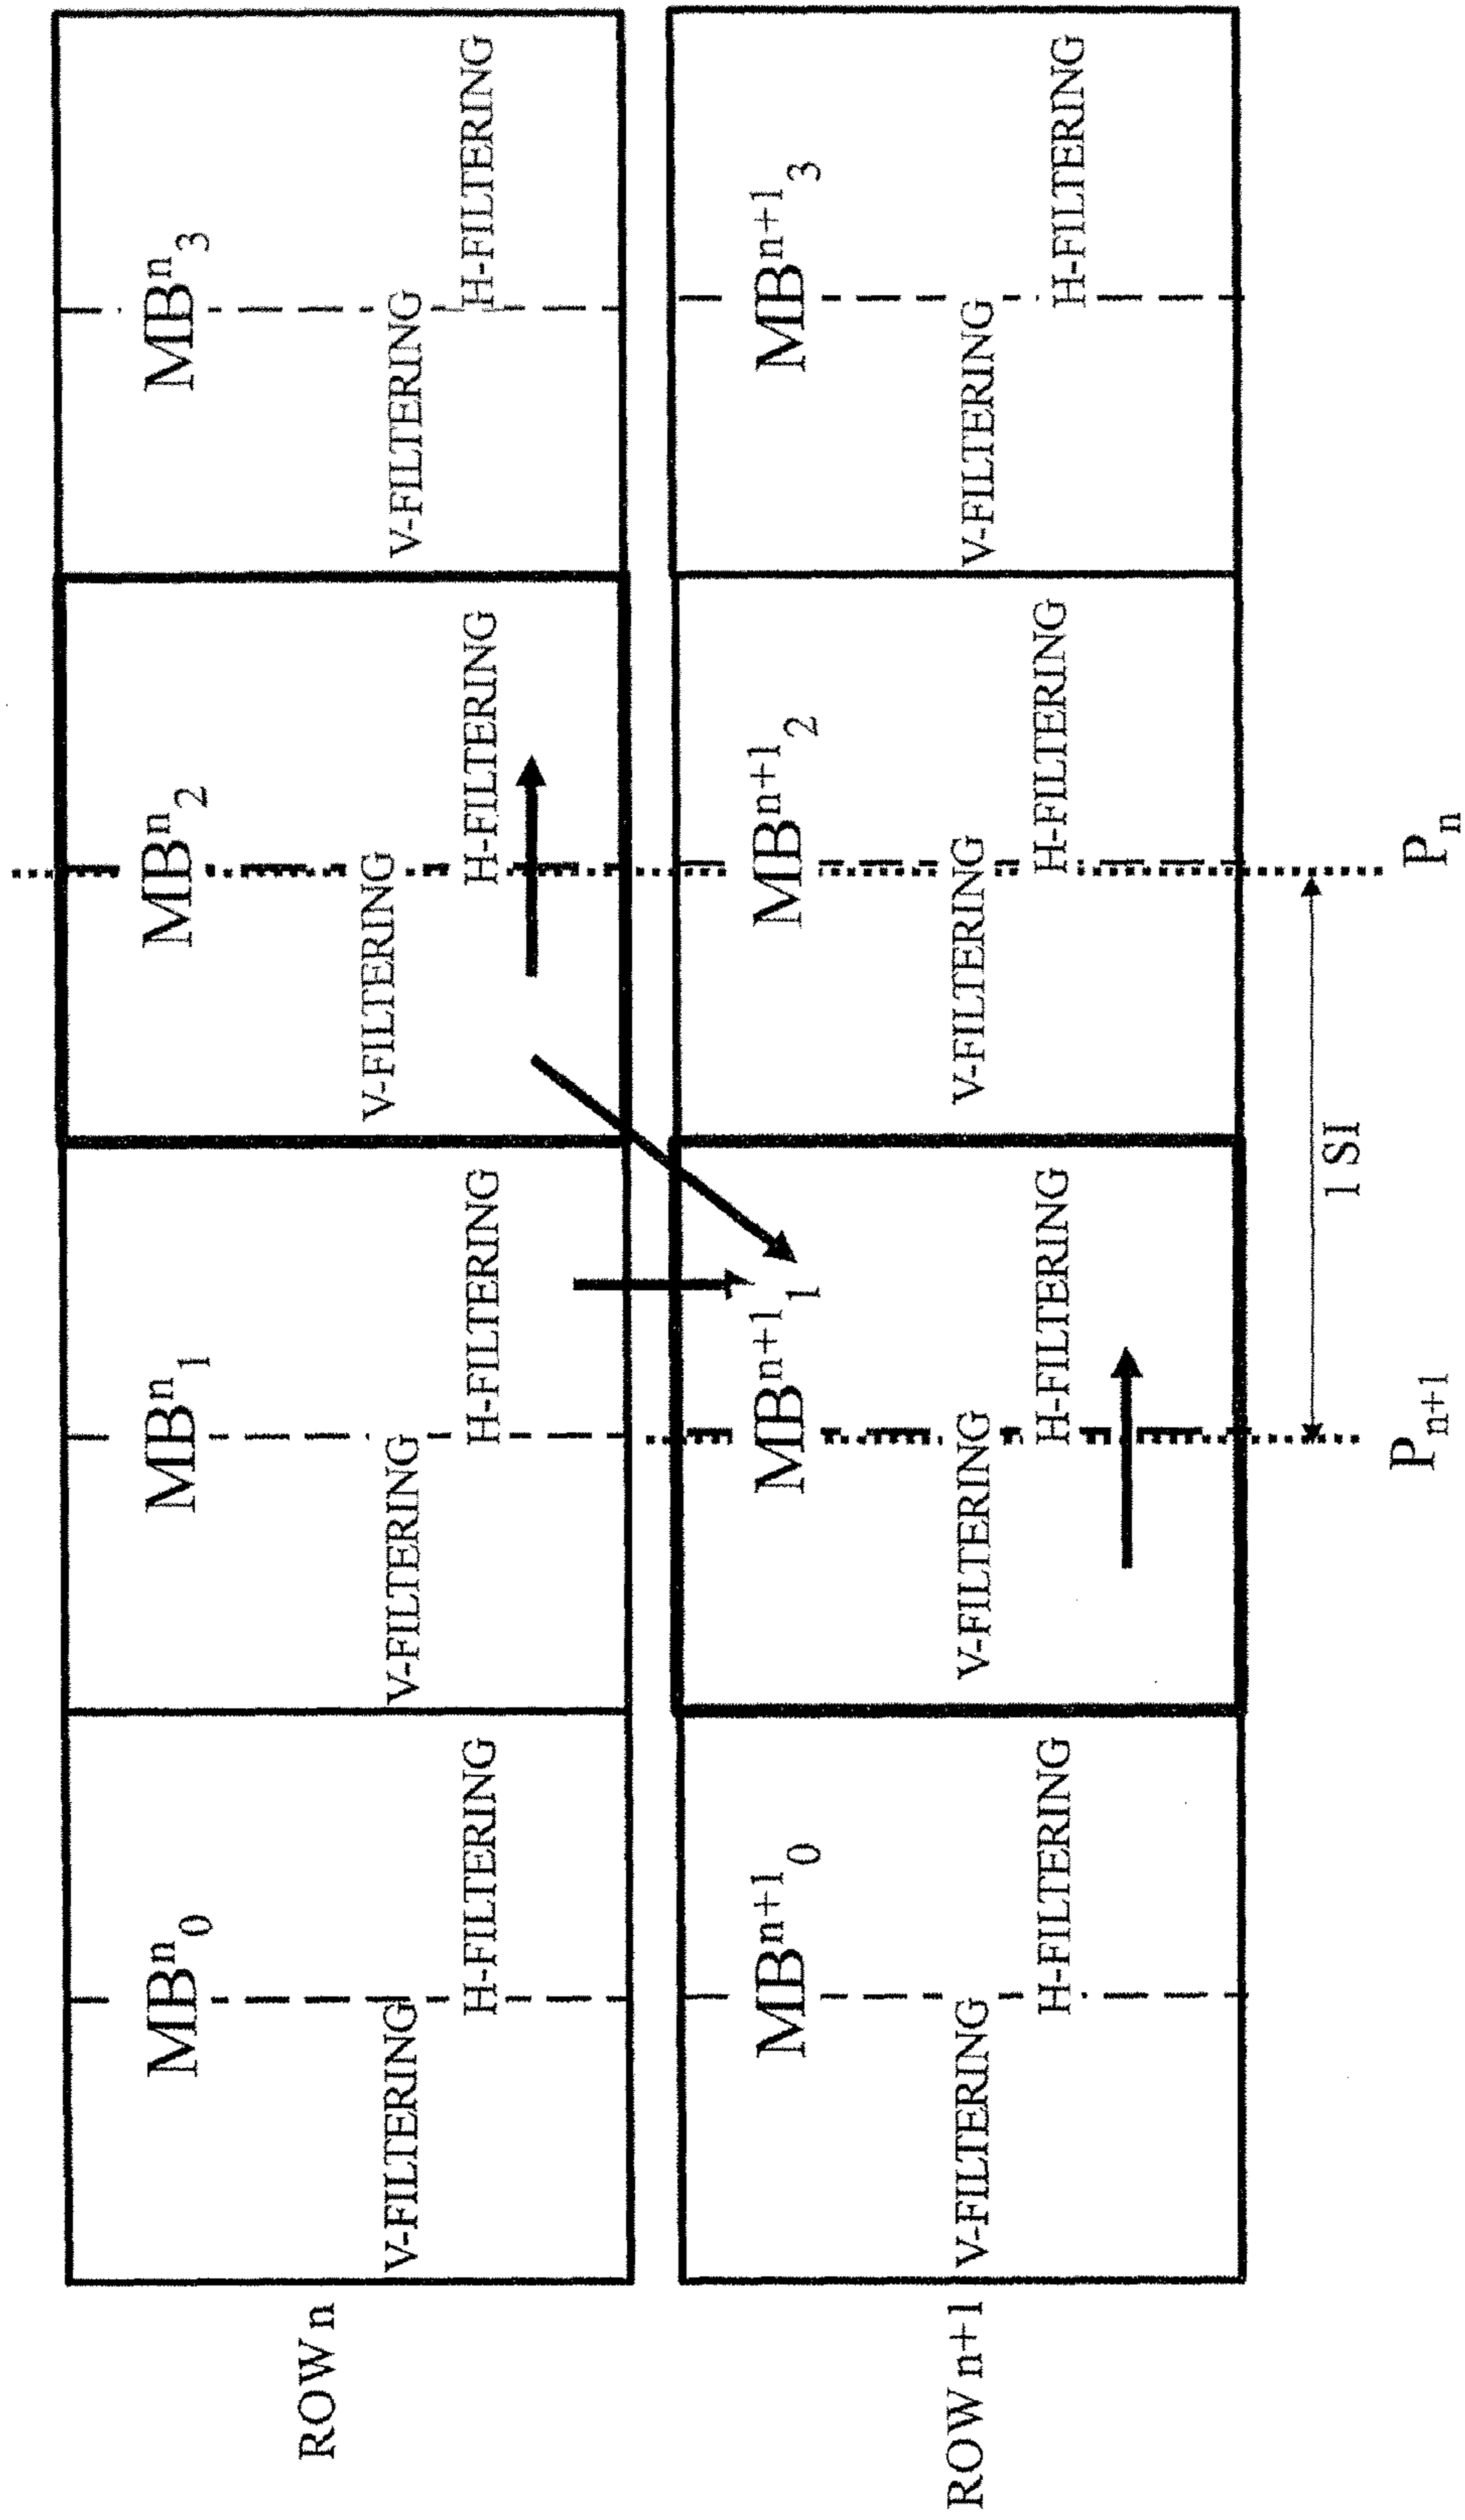 ROW n
MBⁿ₀
V-FILTERING
H-FILTERING
MBⁿ₁
V-FILTERING
H-FILTERING
MBⁿ₂
V-FILTERING
H-FILTERING
MBⁿ₃
V-FILTERING
H-FILTERING
ROW n+1
MBⁿ⁺¹₀
V-FILTERING
H-FILTERING
MBⁿ⁺¹₁
V-FILTERING
H-FILTERING
MBⁿ⁺¹₂
V-FILTERING
H-FILTERING
MBⁿ⁺¹₃
V-FILTERING
H-FILTERING
1 SI
Pₙ₊₁
Pₙ